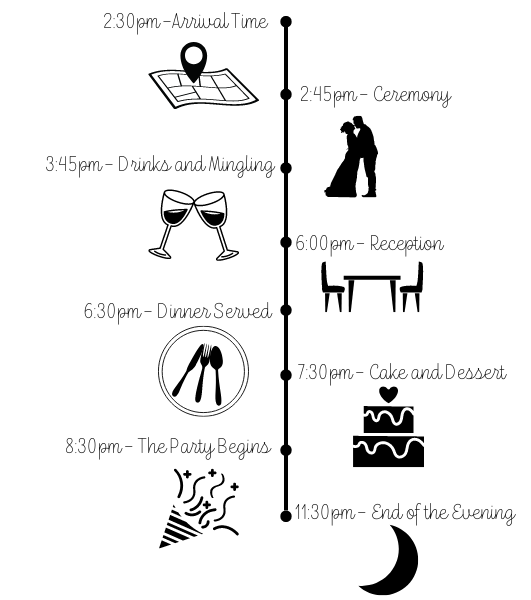 2:30pm -Arrival Time
2:45pm - Ceremony
3:45pm - Drinks and Mingling
6:00pm - Reception
6:30pm - Dinner Served
7:30pm - Cake and Dessert
8:30pm - The Party Begins
11:30pm - End of the Evening